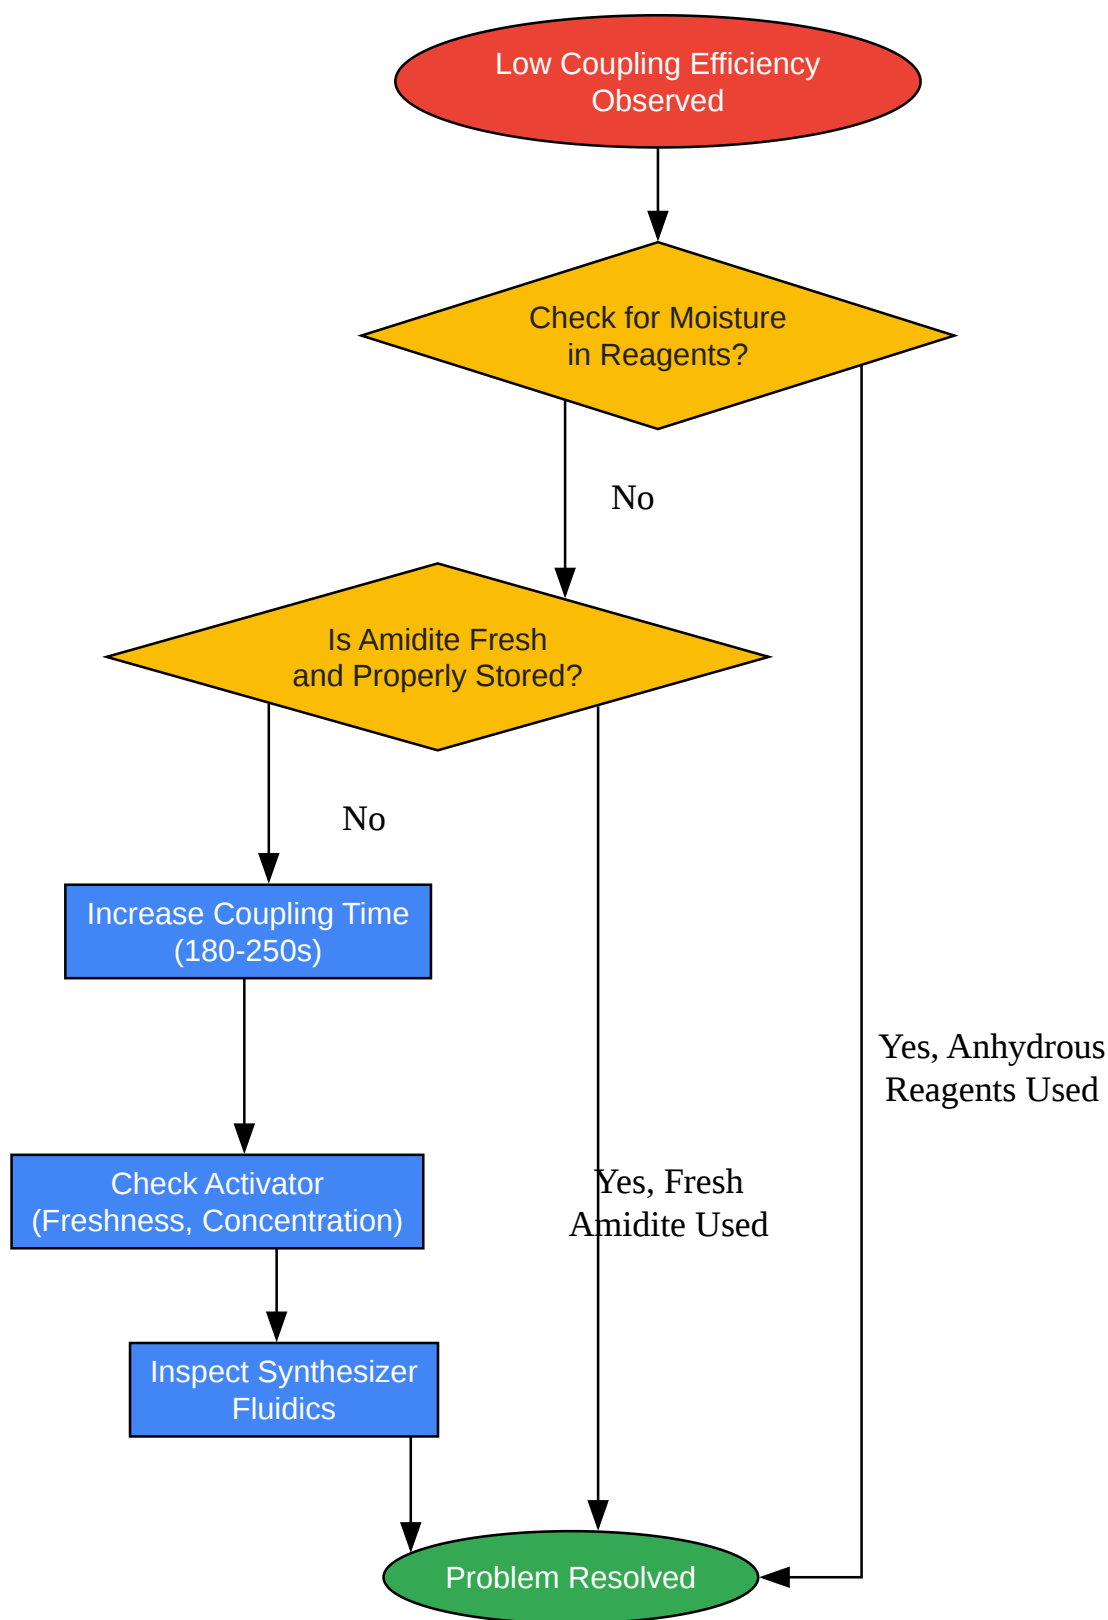 Low Coupling Efficiency
Observed
Check for Moisture
in Reagents?
No
Is Amidite Fresh
and Properly Stored?
No
Increase Coupling Time
(180-250s)
Yes, Anhydrous
Reagents Used
Check Activator
(Freshness, Concentration)
Yes, Fresh
Amidite Used
Inspect Synthesizer
Fluidics
Problem Resolved